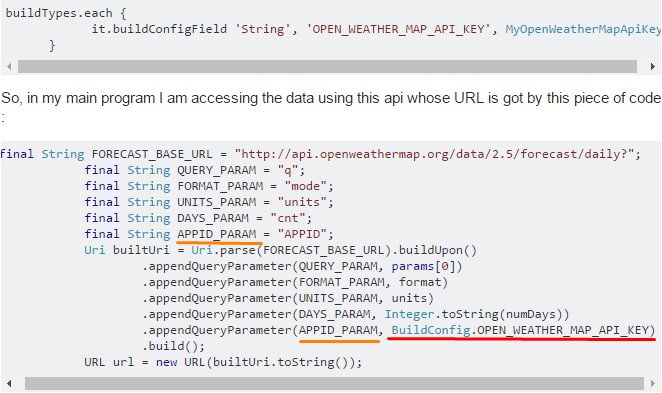 buildTypes.each {
it.buildConfigField 'String', 'OPEN_WEATHER_MAP_API_KEY', MyOpenWeatherMapApiKey
}
So, in my main program I am accessing the data using this api whose URL is got by this piece of code
:
final String FORECAST_BASE_URL = "http://api.openweathermap.org/data/2.5/forecast/daily?";
final String QUERY_PARAM = "q";
final String FORMAT_PARAM = "mode";
final String UNITS_PARAM = "units";
final String DAYS_PARAM = "cnt";
final String APPID_PARAM = "APPID";
Uri builtUri = Uri.parse(FORECAST_BASE_URL).buildUpon()
.appendQueryParameter(QUERY_PARAM, params[0])
.appendQueryParameter(FORMAT_PARAM, format)
.appendQueryParameter(UNITS_PARAM, units)
.appendQueryParameter(DAYS_PARAM, Integer.toString(numDays))
.appendQueryParameter(APPID_PARAM, BuildConfig.OPEN_WEATHER_MAP_API_KEY)
.build();
URL url = new URL(builtUri.toString());